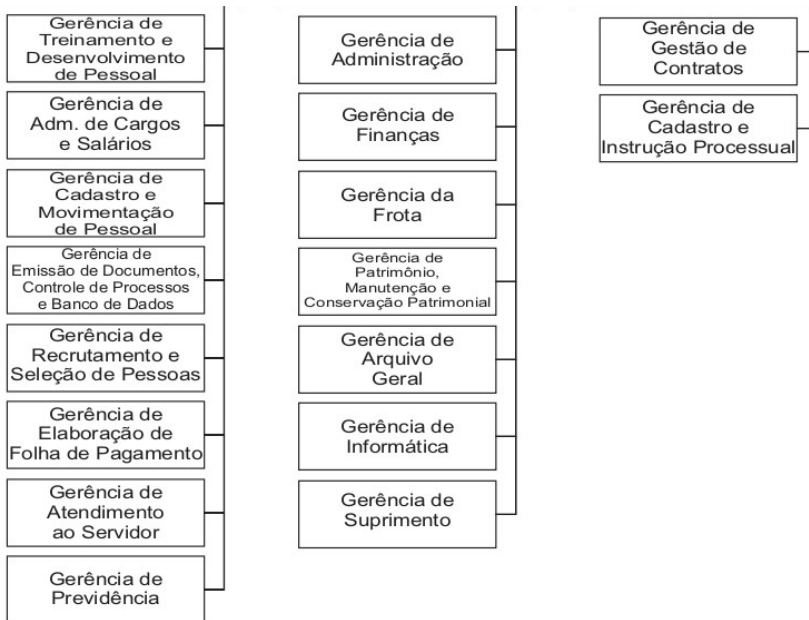 Gerência de
Treinamento e
Desenvolvimento
de Pessoal
Gerência de
Adm. de Cargos
e Salários
Gerência de
Cadastro e
Movimentação
de Pessoal
Gerência de
Emissão de Documentos,
Controle de Processos
e Banco de Dados
Gerência de
Recrutamento e
Seleção de Pessoas
Gerência de
Elaboração de
Folha de Pagamento
Gerência de
Atendimento
ao Servidor
Gerência de
Previdência
Gerência de
Administração
Gerência de
Finanças
Gerência da
Frota
Gerência de
Patrimônio,
Manutenção e
Conservação Patrimonial
Gerência de
Arquivo
Geral
Gerência de
Informática
Gerência de
Suprimento
Gerência de
Gestão de
Contratos
Gerência de
Cadastro e
Instrução Processual